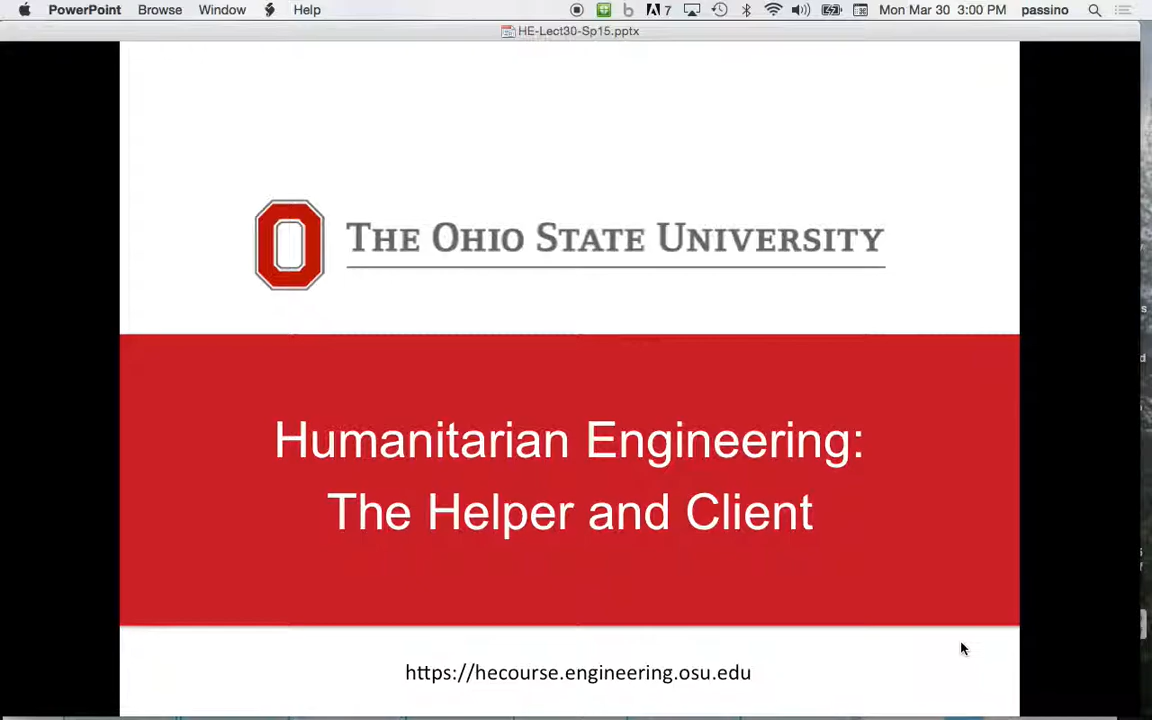 PowerPoint Browse Window Help 7 Mon Mar 30 3:00 PM passino
HE-Lect30-Sp15.pptx
THE OHIO STATE UNIVERSITY
Humanitarian Engineering:
The Helper and Client
https://hecourse.engineering.osu.edu